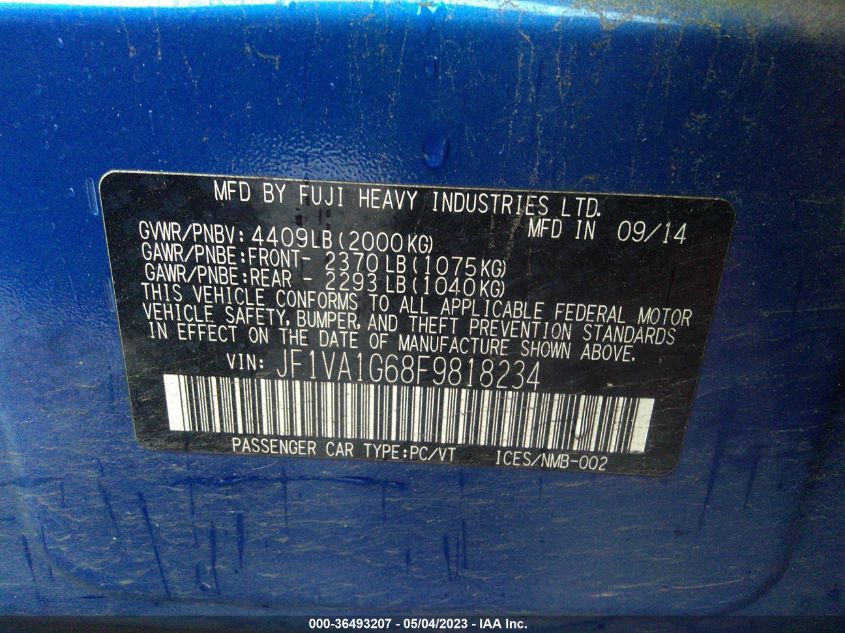 MFD BY FUJI HEAVY INDUSTRIES LTD.
MFD IN 09/14
GVWR/PNBV: 4409LB(2000KG)
GAWR/PNBE:FRONT- 2370LB(1075KG)
GAWR/PNBE:REAR - 2293LB(1040KG)
THIS VEHICLE CONFORMS TO ALL APPLICABLE FEDERAL MOTOR
VEHICLE SAFETY, BUMPER, AND THEFT PREVENTION STANDARDS
IN EFFECT ON THE DATE OF MANUFACTURE SHOWN ABOVE.
VIN: JF1VA1G68F9818234
PASSENGER CAR TYPE:PC/VT ICES/NMB-002
000-36493207 - 05/04/2023 - IAA Inc.